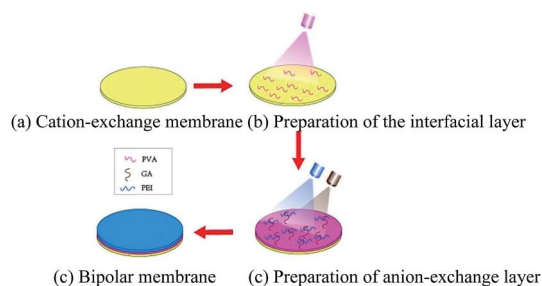 (a) Cation-exchange membrane (b) Preparation of the interfacial layer
PVA
GA
PEI
(c) Bipolar membrane
(c) Preparation of anion-exchange layer